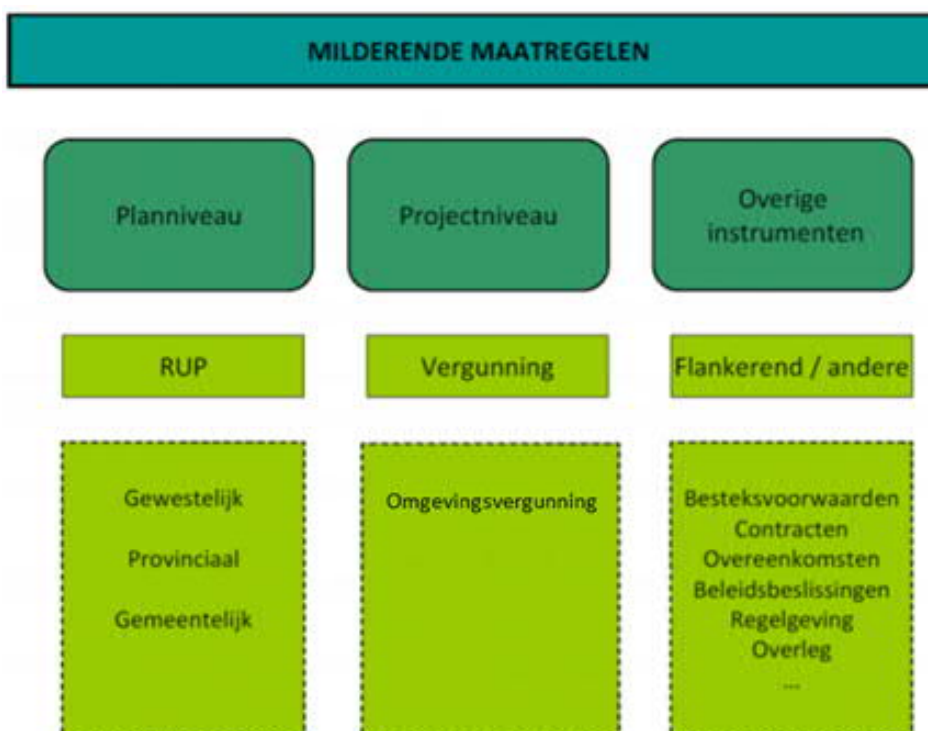 MILDERENDE MAATREGELEN
Planniveau
Projectniveau
Overige
instrumenten
RUP
Vergunning
Flankerend / andere
Gewestelijk
Provinciaal
Gemeentelijk
Omgevingsvergunning
Besteksvoorwaarden
Contracten
Overeenkomsten
Beleidsbeslissingen
Regelgeving
Overleg
...